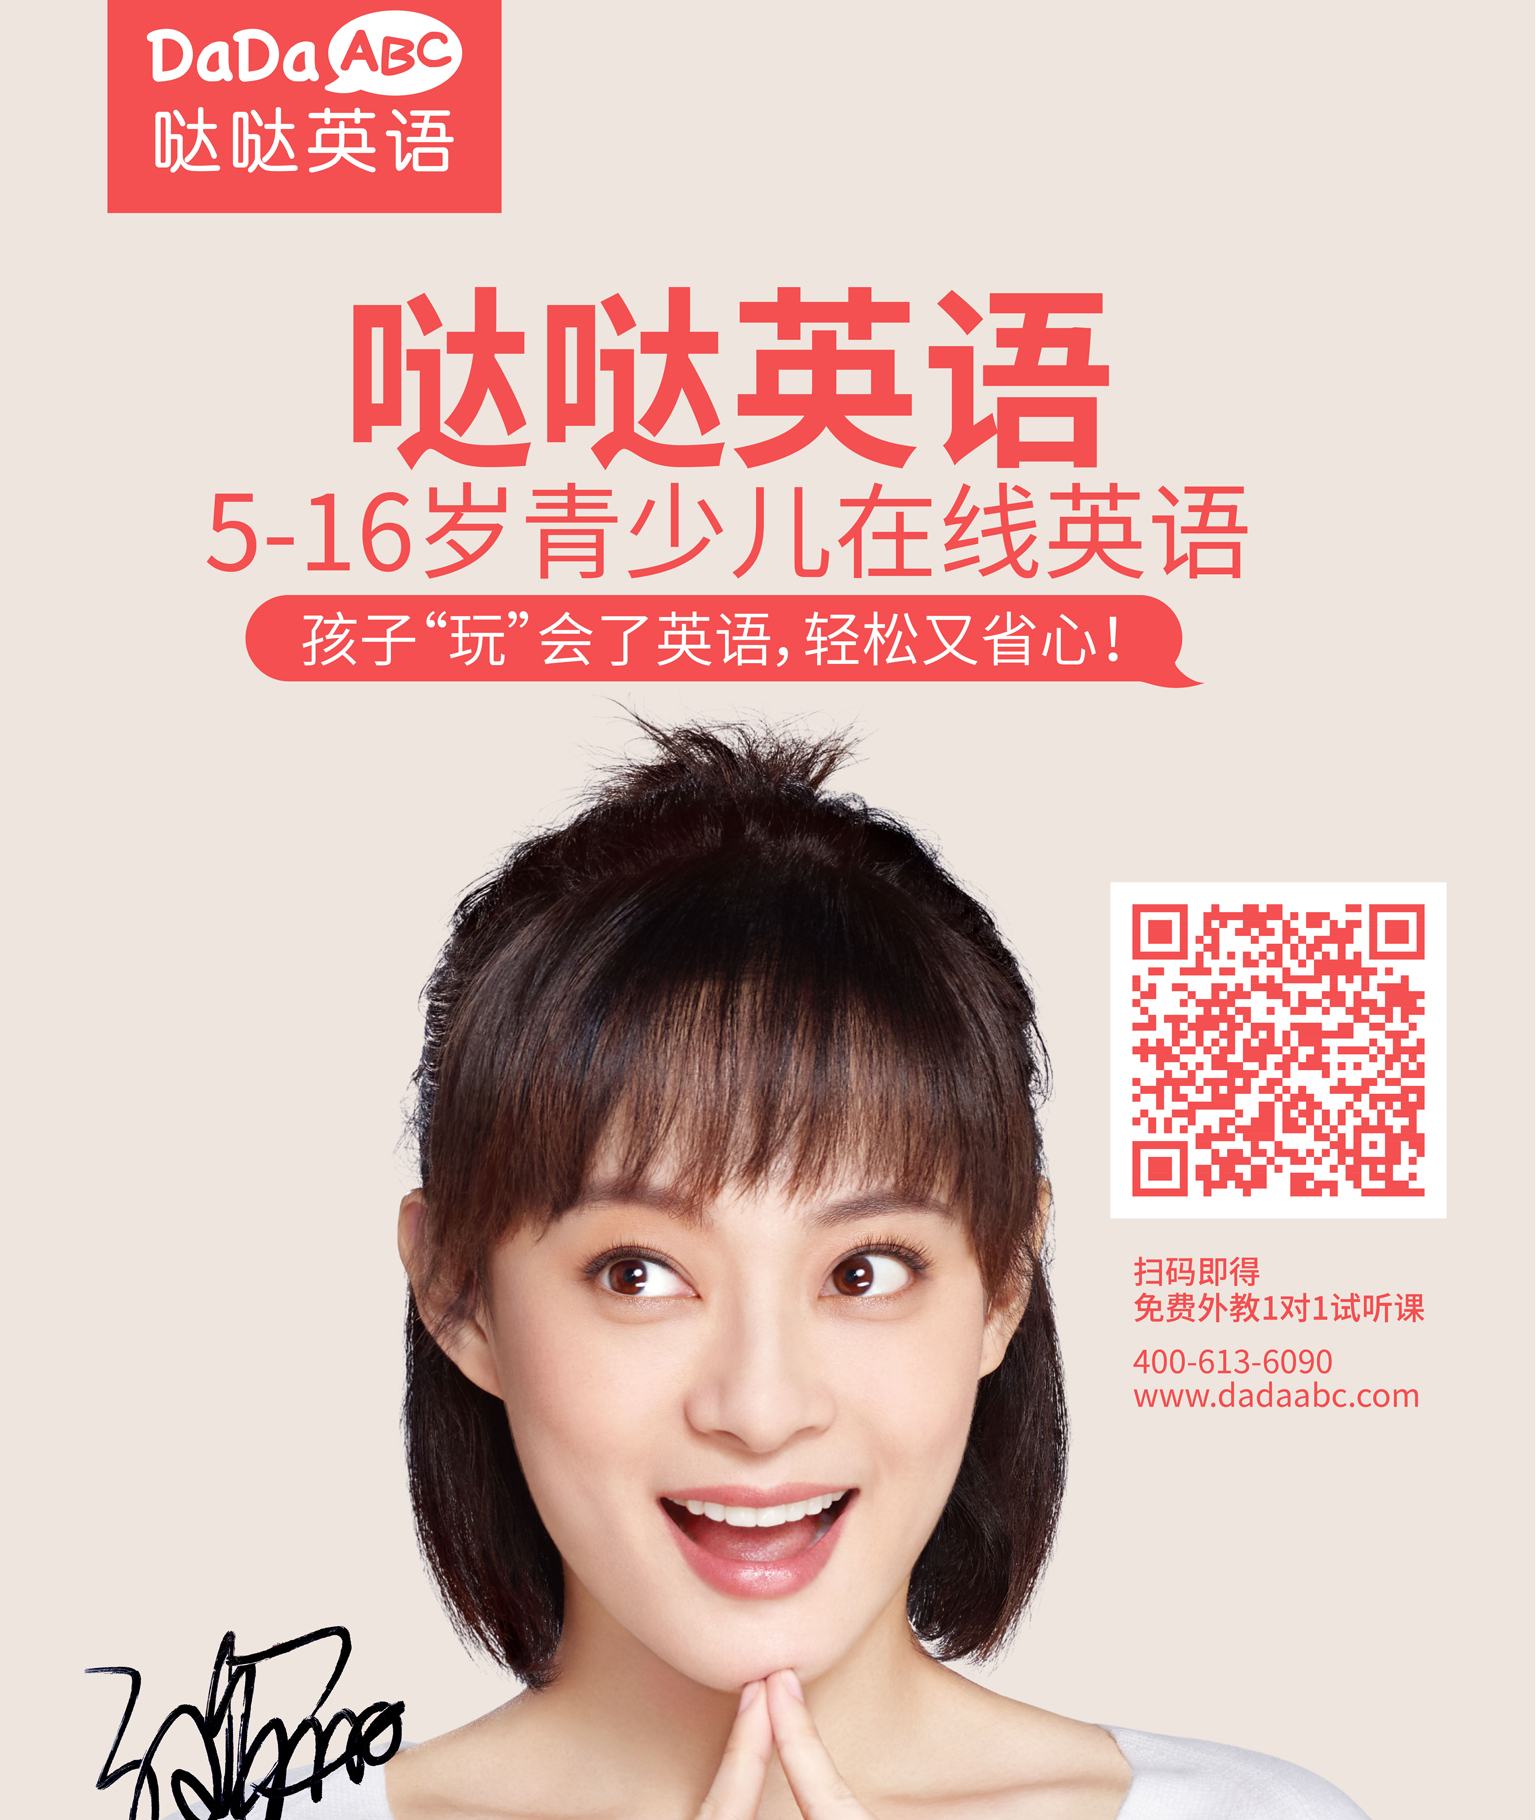 DaDaABC
哒哒英语
哒哒英语
5-16岁青少儿在线英语
孩子“玩”会了英语，轻松又省心！
扫码即得
免费外教1对1试听课
400-613-6090
www.dadaabc.com